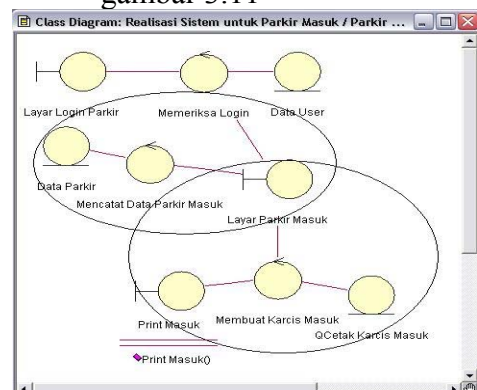 gambar 3.11
Class Diagram: Realisasi Sistem untuk Parkir Masuk / Parkir ...
Layar Login Parkir
Memeriksa Login
Data User
Data Parkir
Mencatat Data Parkir Masuk
Layar Parkir Masuk
Print Masuk
Membuat Karcis Masuk
QCetak Karcis Masuk
Print Masuk()